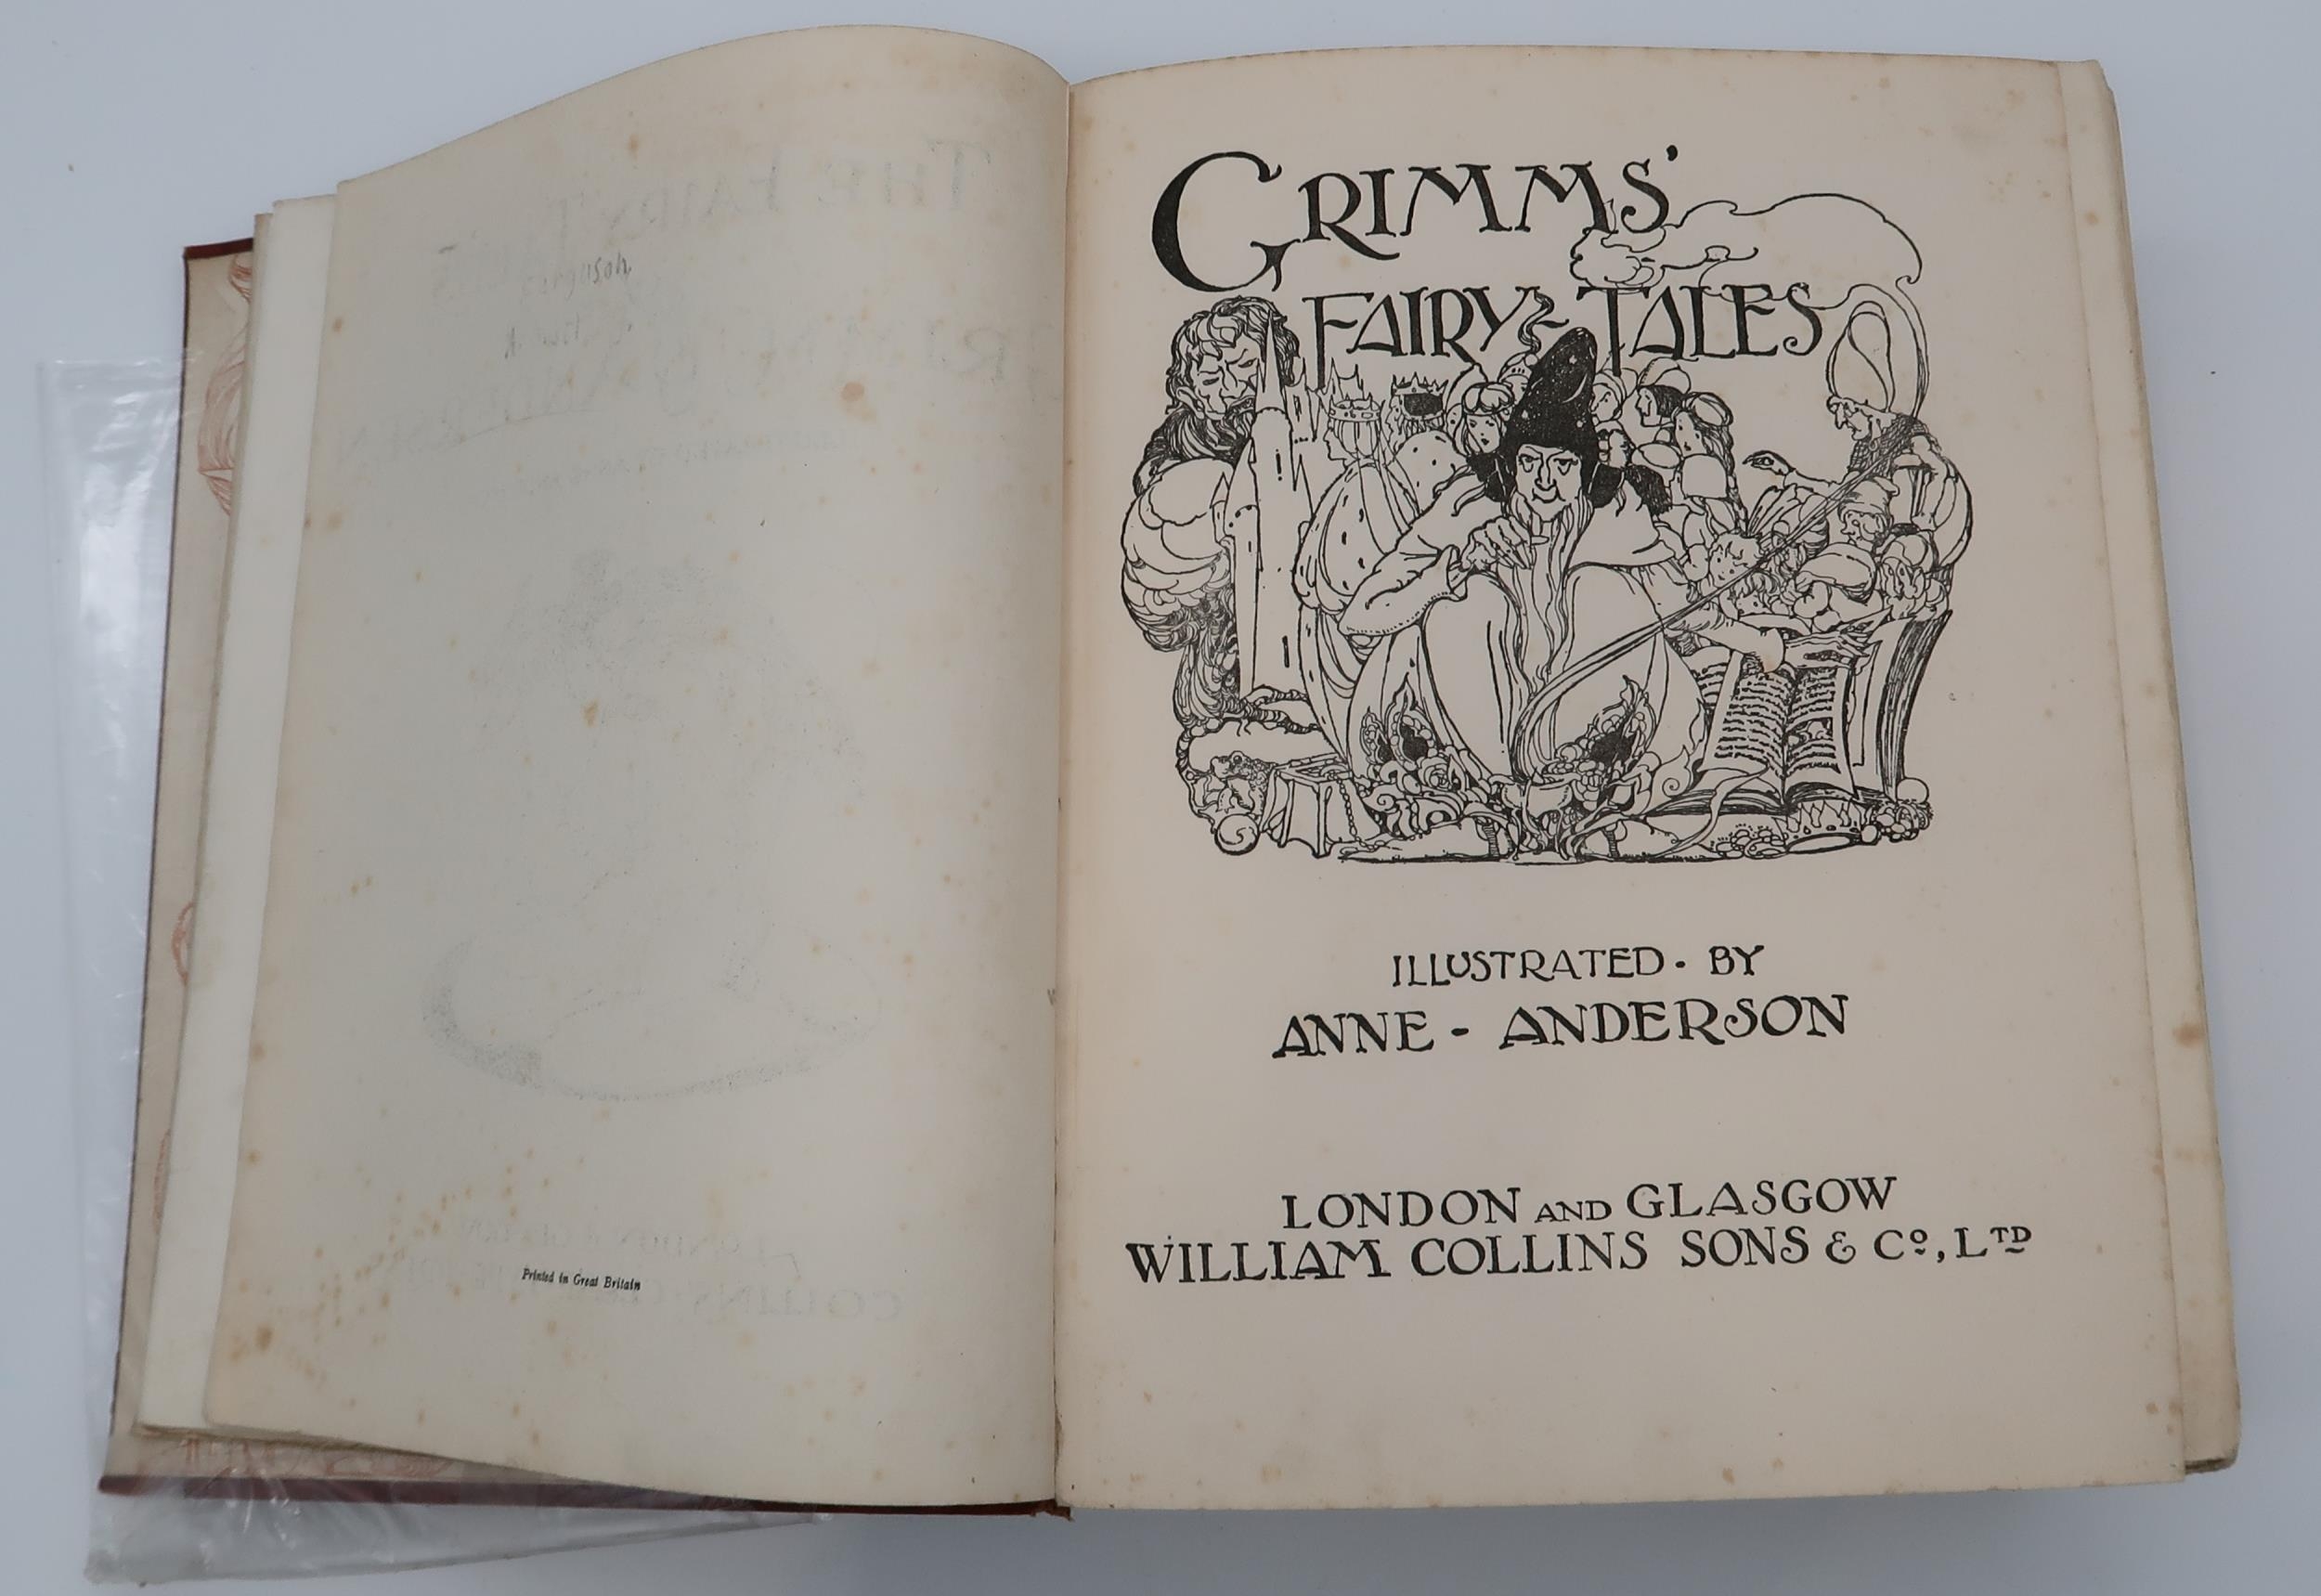 Printed in Great Britain
GRIMMS'
FAIRY-TALES
ILLUSTRATED · BY
ANNE - ANDERSON
LONDON AND GLASGOW
WILLIAM COLLINS SONS & Cº, LTD